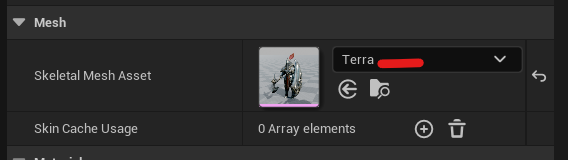 Mesh
Skeletal Mesh Asset
Terra
Skin Cache Usage
0 Array elements